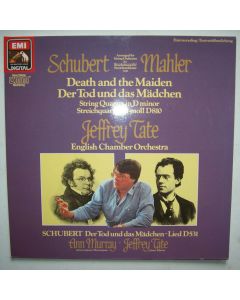 EMI
DIGITAL
Schubert Mahler
Death and the Maiden
Der Tod und das Mädchen
String Quartet in D minor
Streichquartett d-moll D810
Jeffrey Tate
English Chamber Orchestra
SCHUBERT Der Tod und das Mädchen - Lied D531
Ann Murray Jeffrey Tate